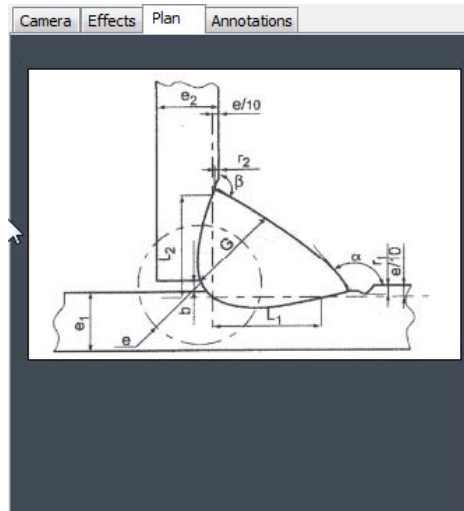 Camera Effects Plan Annotations
e2 e/10
r2
β
L2 G
α r1 e/10
e1 b L1
e